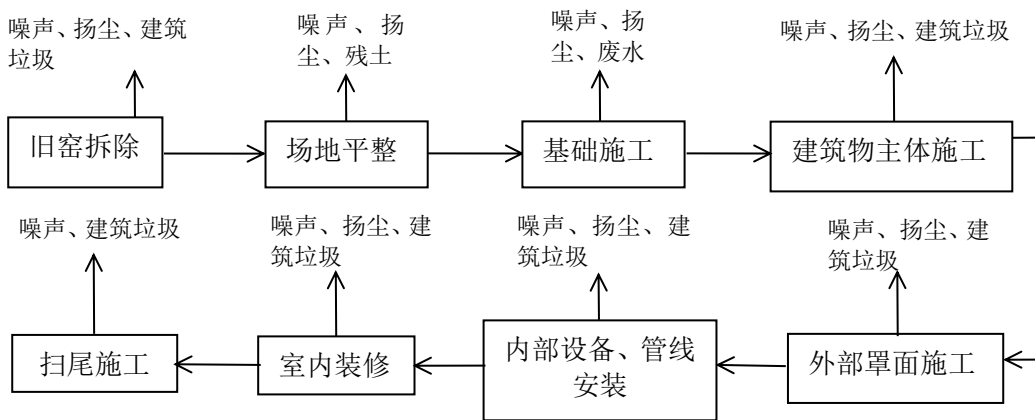 噪声、扬尘、建筑
垃圾
噪声、扬
尘、残土
噪声、扬
尘、废水
噪声、扬尘、建筑垃圾
旧窑拆除
场地平整
基础施工
建筑物主体施工
噪声、建筑垃圾
噪声、扬尘、建
筑垃圾
噪声、扬尘、建
筑垃圾
噪声、扬尘、建
筑垃圾
扫尾施工
室内装修
内部设备、管线
安装
外部罩面施工